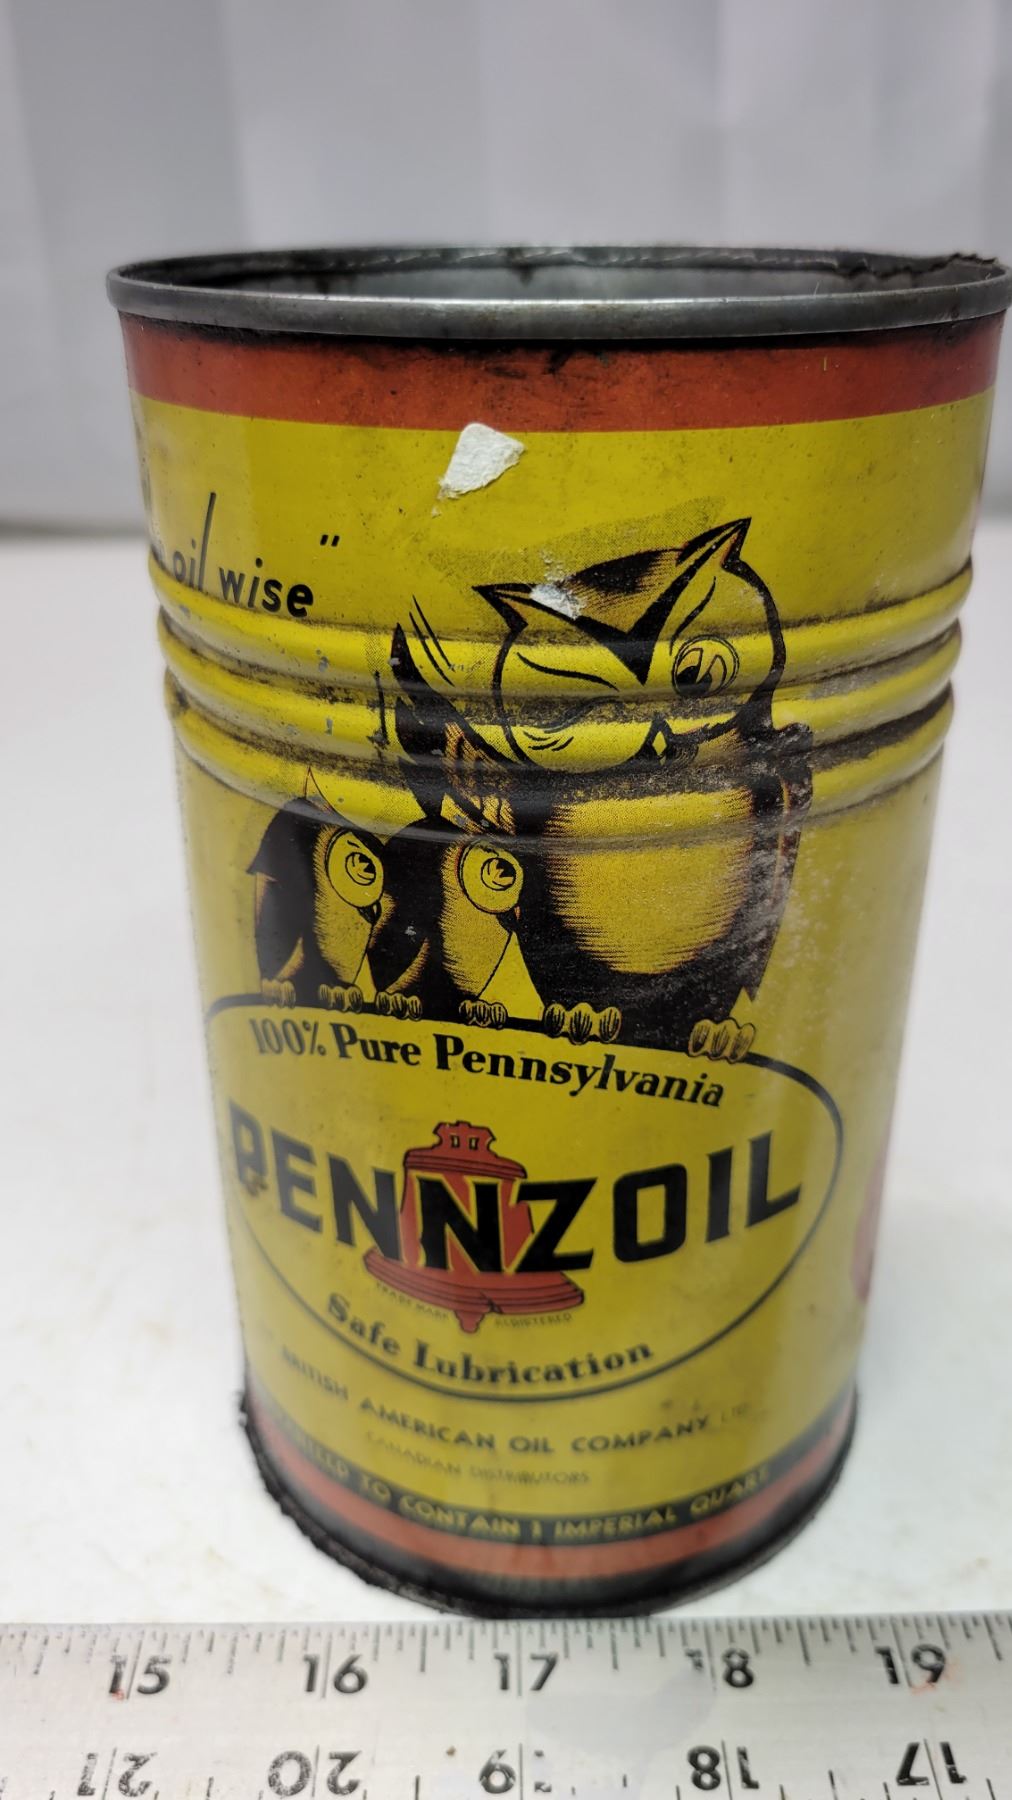 oil wise"
100% Pure Pennsylvania
PENNZOIL
TRADE MARK REGISTERED
Safe Lubrication
BRITISH AMERICAN OIL COMPANY LTD
CANADIAN DISTRIBUTORS
TO CONTAIN 1 IMPERIAL QUART
15 16 17 18 19
21 20 19 18 17